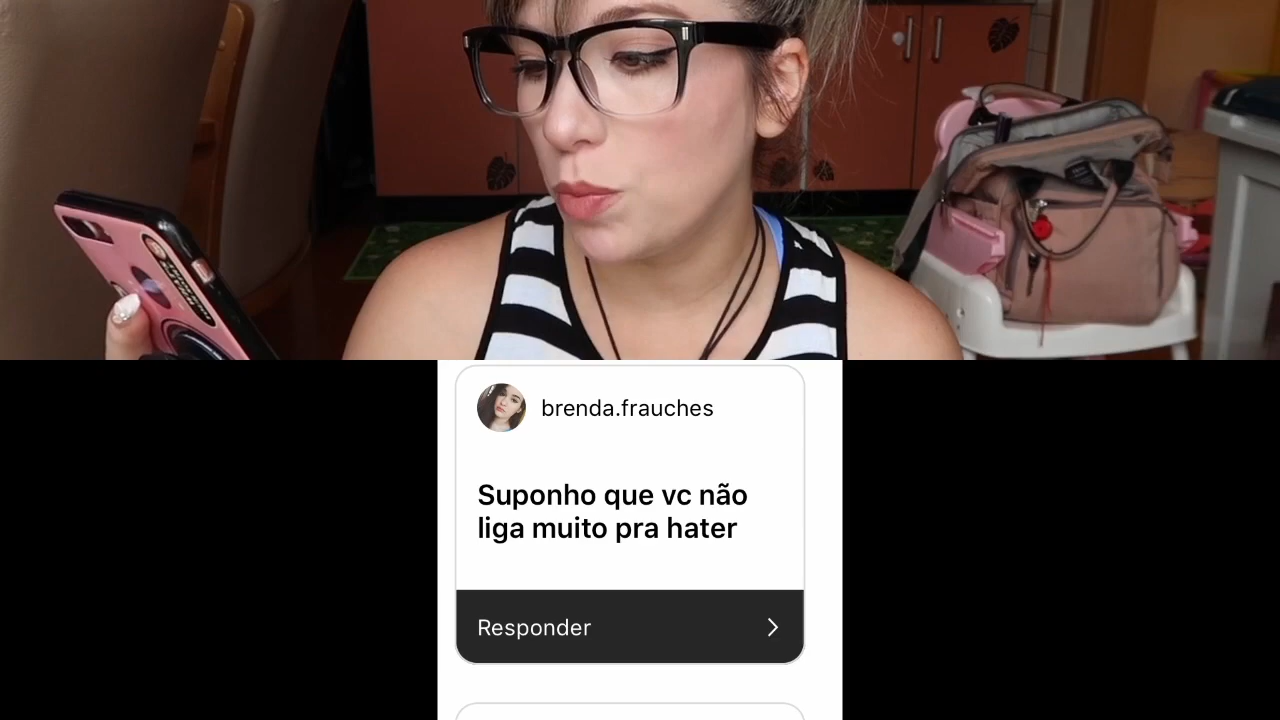 brenda.frauches
Suponho que vc não
liga muito pra hater
Responder